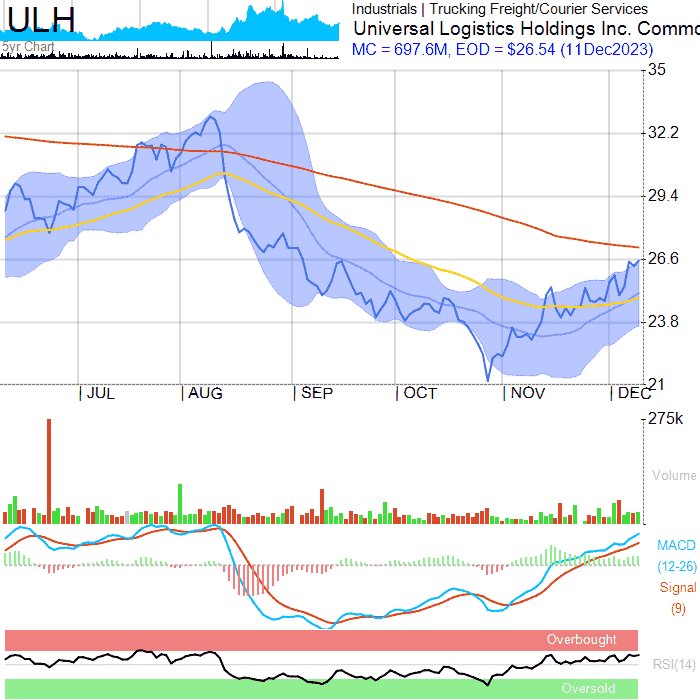 ULH
5yr Chart
Industrials | Trucking Freight/Courier Services
Universal Logistics Holdings Inc. Commo
MC = 697.6M, EOD = $26.54 (11Dec2023)
35
32.2
29.4
26.6
23.8
21
JUL
AUG
SEP
OCT
NOV
DEC
275k
Volume
MACD
(12-26)
Signal
(9)
Overbought
RSI(14)
Oversold